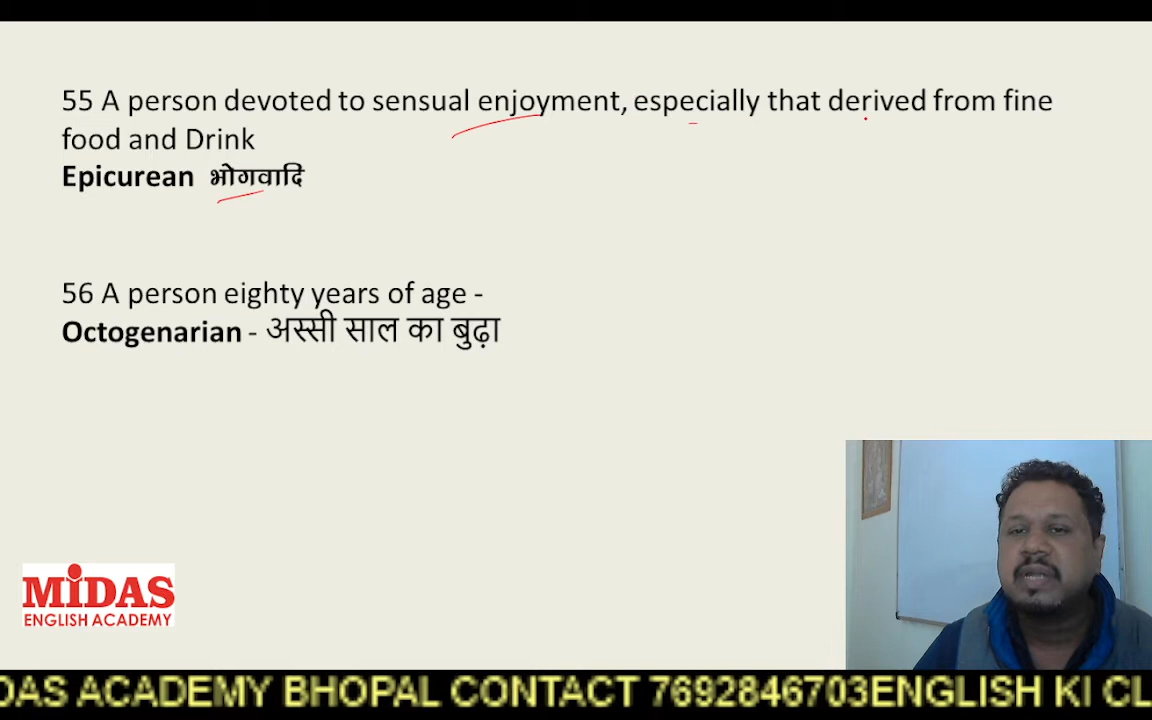 55 A person devoted to sensual enjoyment, especially that derived from fine
food and Drink
Epicurean भोगवादि
56 A person eighty years of age -
Octogenarian - अस्सी साल का बुढ़ा
MiDAS
ENGLISH ACADEMY
DAS ACADEMY BHOPAL CONTACT 7692846703ENGLISH KI CL